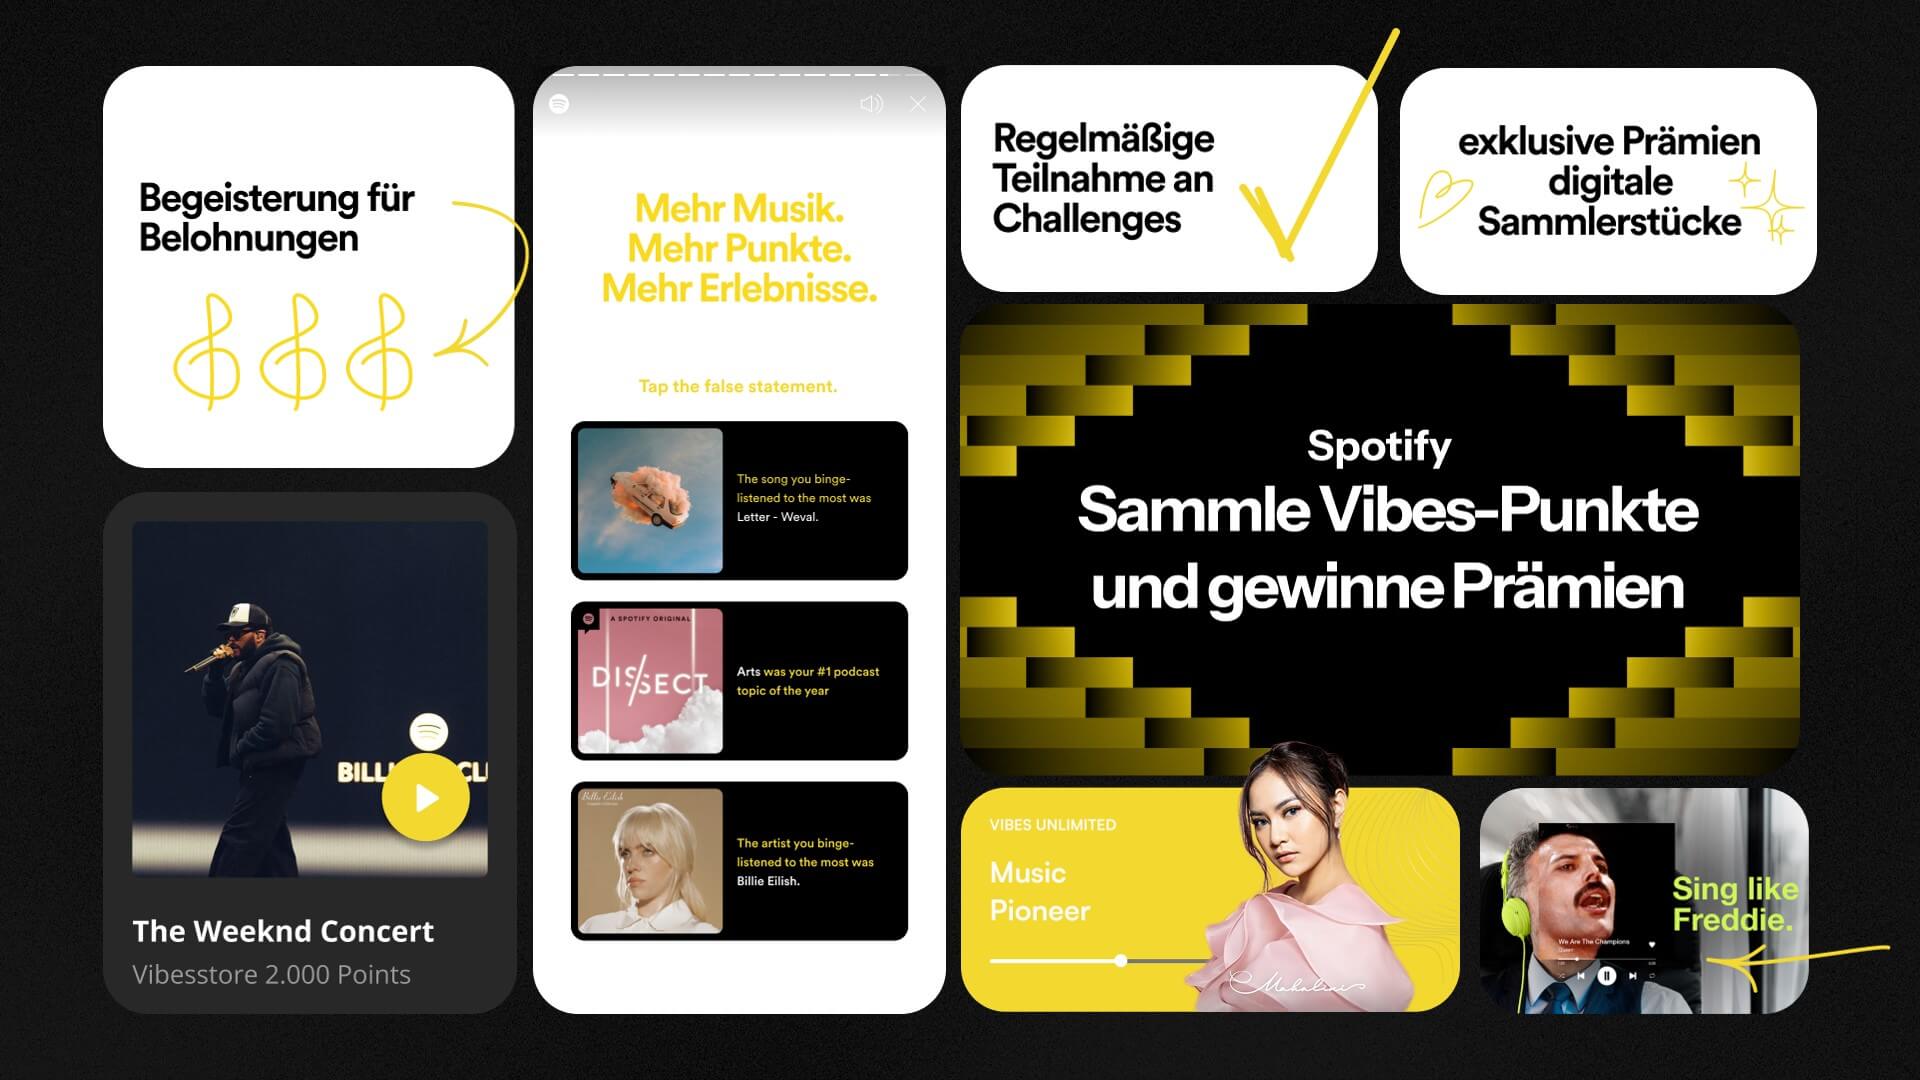 Begeisterung für
Belohnungen
BILLI
CL
The Weeknd Concert
Vibesstore 2.000 Points
Mehr Musik.
Mehr Punkte.
Mehr Erlebnisse.
Tap the false statement.
The song you binge-
listened to the most was
Letter - Weval.
A SPOTIFY ORIGINAL
DISSECT
Arts was your #1 podcast
topic of the year
Billie Eilish
The artist you binge-
listened to the most was
Billie Eilish.
Regelmäßige
Teilnahme an
Challenges
exklusive Prämien
digitale
Sammlerstücke
Spotify
Sammle Vibes-Punkte
und gewinne Prämien
VIBES UNLIMITED
Music
Pioneer
Mahalini
Sing like
Freddie.
We Are The Champions
Queen